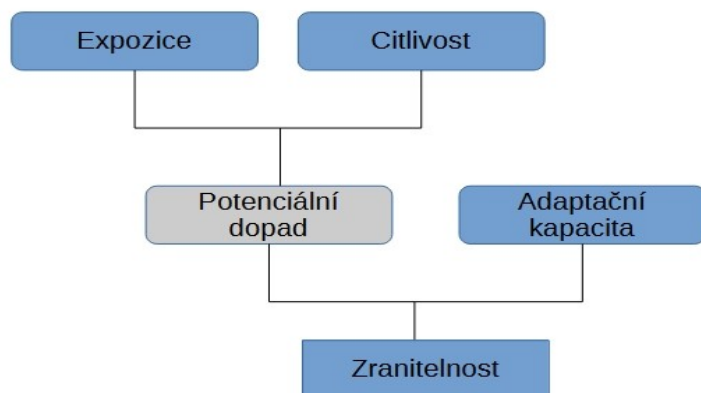 Expozice
Citlivost
Potenciální
dopad
Adaptační
kapacita
Zranitelnost